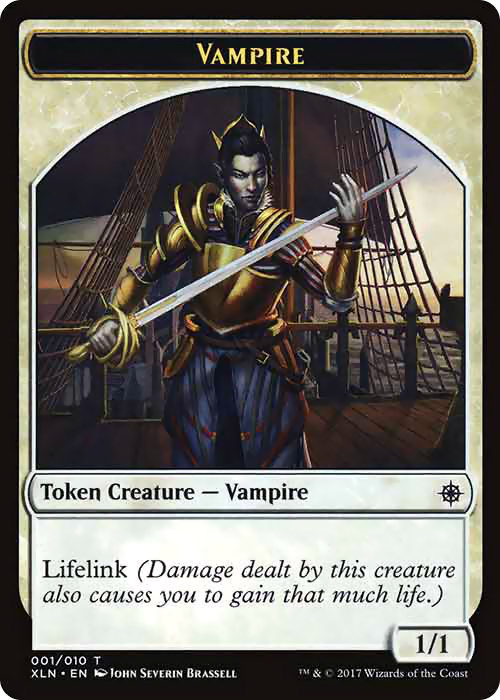 VAMPIRE
Token Creature — Vampire
Lifelink (Damage dealt by this creature
also causes you to gain that much life.)
1/1
001/010 T
XLN • EN JOHN SEVERIN BRASSELL
™ & © 2017 Wizards of the Coast